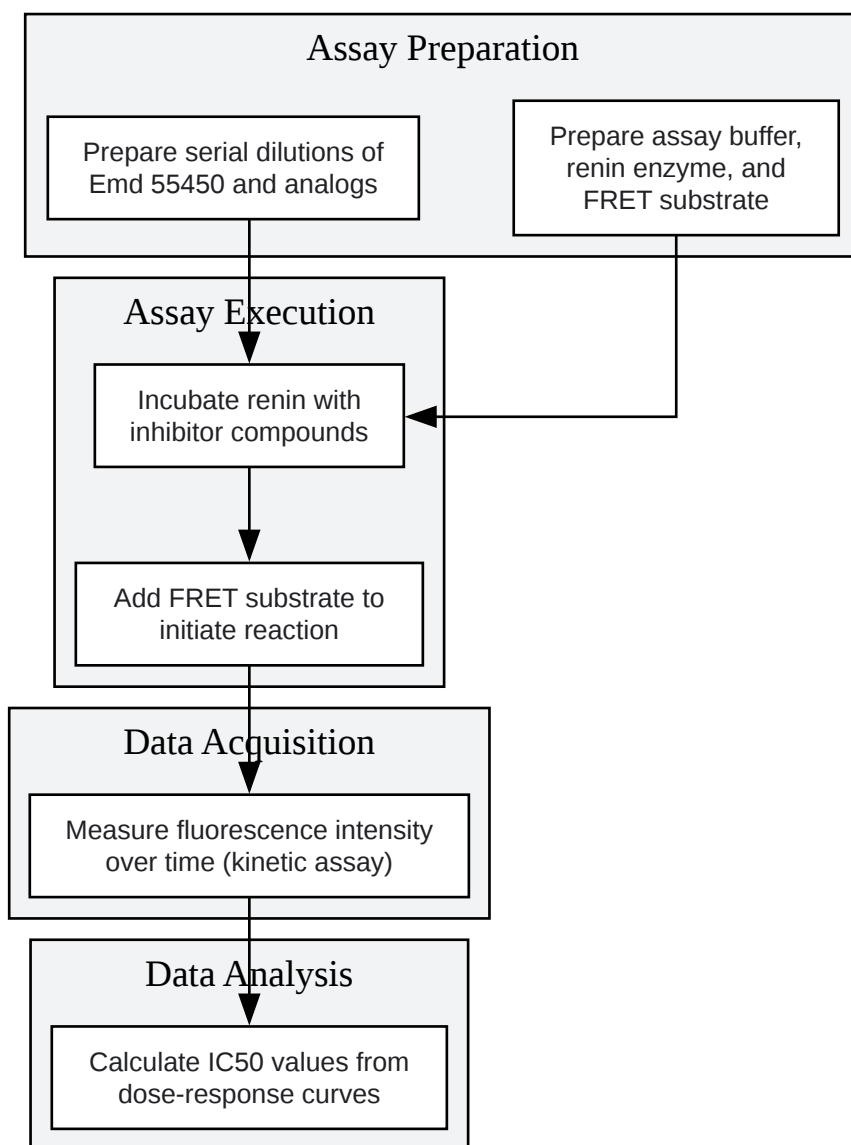 Assay Preparation
Prepare serial dilutions of
Emd 55450 and analogs
Prepare assay buffer,
renin enzyme, and
FRET substrate
Assay Execution
Incubate renin with
inhibitor compounds
Add FRET substrate to
initiate reaction
Data Acquisition
Measure fluorescence intensity
over time (kinetic assay)
Data Analysis
Calculate IC50 values from
dose-response curves